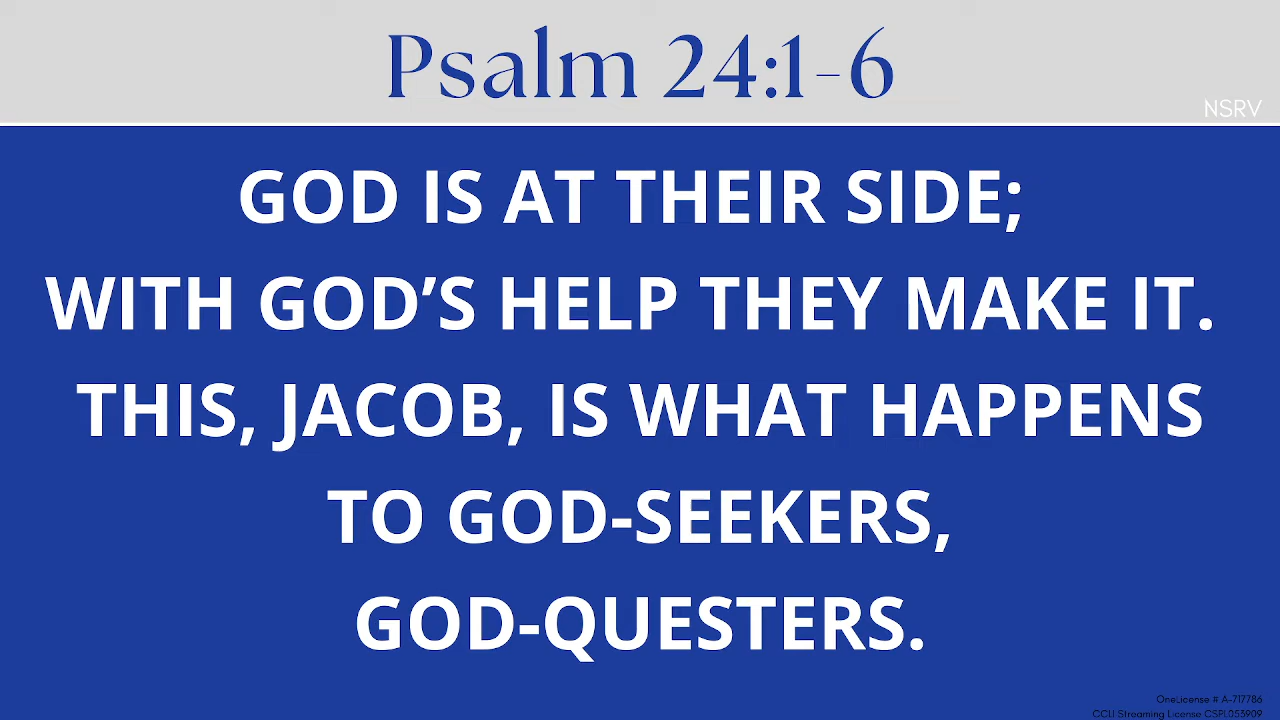 Psalm 24:1-6
NSRV
GOD IS AT THEIR SIDE;
WITH GOD’S HELP THEY MAKE IT.
THIS, JACOB, IS WHAT HAPPENS
TO GOD-SEEKERS,
GOD-QUESTERS.
OneLicense # A-717786
CCLI Streaming License CSPL053909